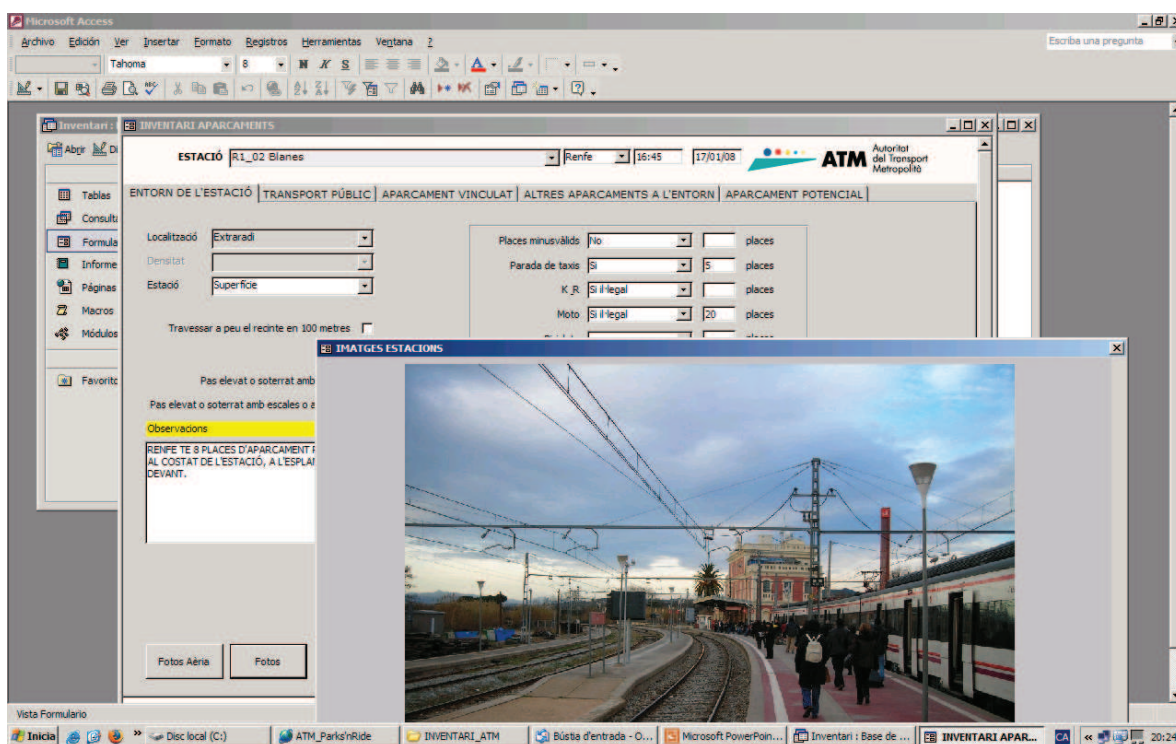 Microsoft Access
Archivo Edición Ver Insertar Formato Registros Herramientas Ventana ?
Escriba una pregunta
Tahoma 8 N K S
Inventari :
INVENTARI APARCAMENTS
Abrir
ESTACIÓ R1_02 Blanes Renfe 16:45 17/01/08
ATM Autoritat
del Transport
Metropolità
ENTORN DE L'ESTACIÓ TRANSPORT PÚBLIC APARCAMENT VINCULAT ALTRES APARCAMENTS A L'ENTORN APARCAMENT POTENCIAL
Tablas
Consulta
Formula
Informe
Páginas
Macros
Módulos
Favorito
Localització Extraradi
Densitat
Estació Superfície
Travessar a peu el recinte en 100 metres
Places minusvàlids No places
Parada de taxis Si 5 places
K_R Si il·legal places
Moto Si il·legal 20 places
Pas elevat o soterrat amb
Pas elevat o soterrat amb escales o a
Observacions
RENFE TE 8 PLACES D'APARCAMENT
AL COSTAT DE L'ESTACIÓ, A L'ESPLAN
DEVANT.
Fotos Aèria Fotos
IMATGES ESTACIONS
Vista Formulario
Inicia Disc local (C:) ATM_Parks'nRide INVENTARI_ATM Bústia d'entrada - O... Microsoft PowerPoin... Inventari : Base de ... INVENTARI APAR... CA